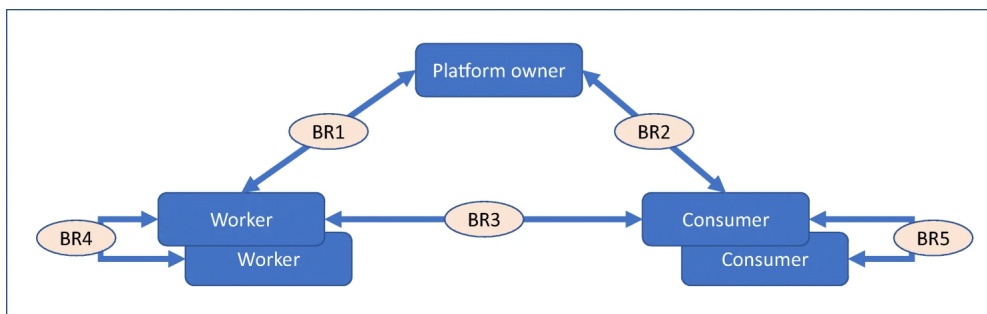 Platform owner
BR1
BR2
Worker
BR3
Consumer
BR4
BR5
Worker
Consumer